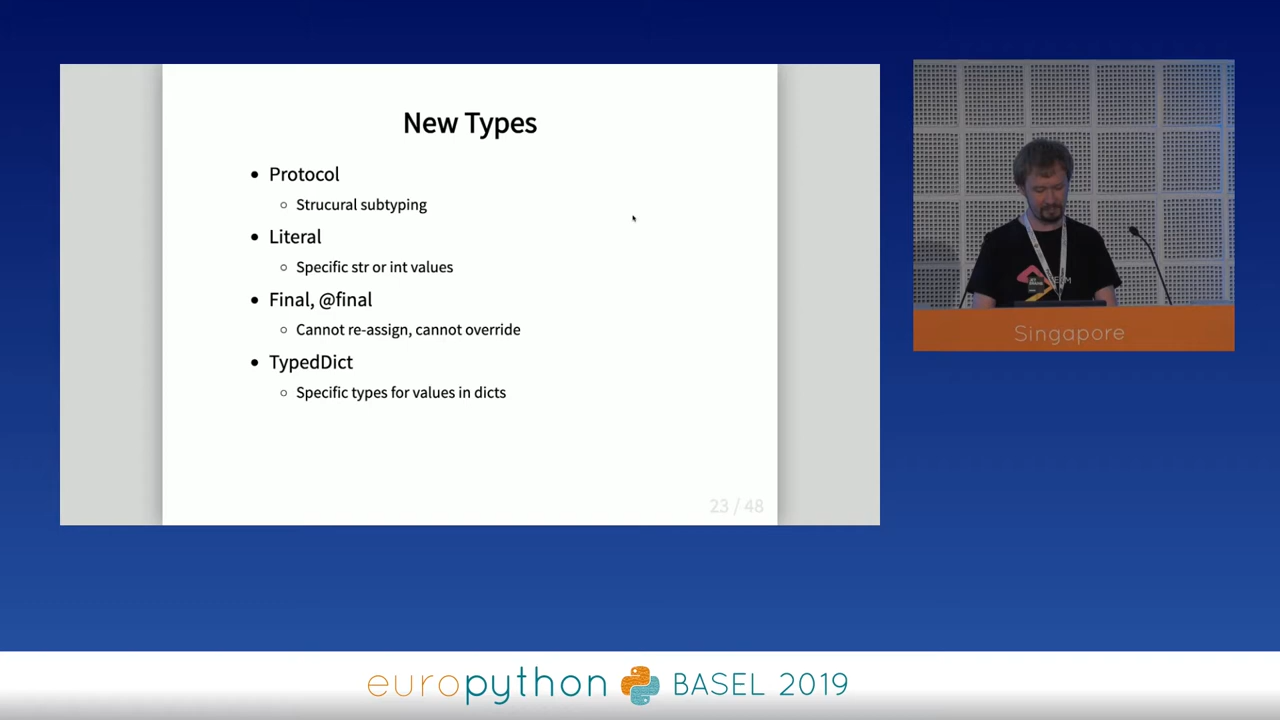 New Types
Protocol
Strucural subtyping
Literal
Specific str or int values
Final, @final
Cannot re-assign, cannot override
TypedDict
Specific types for values in dicts
23 / 48
Singapore
europython BASEL 2019